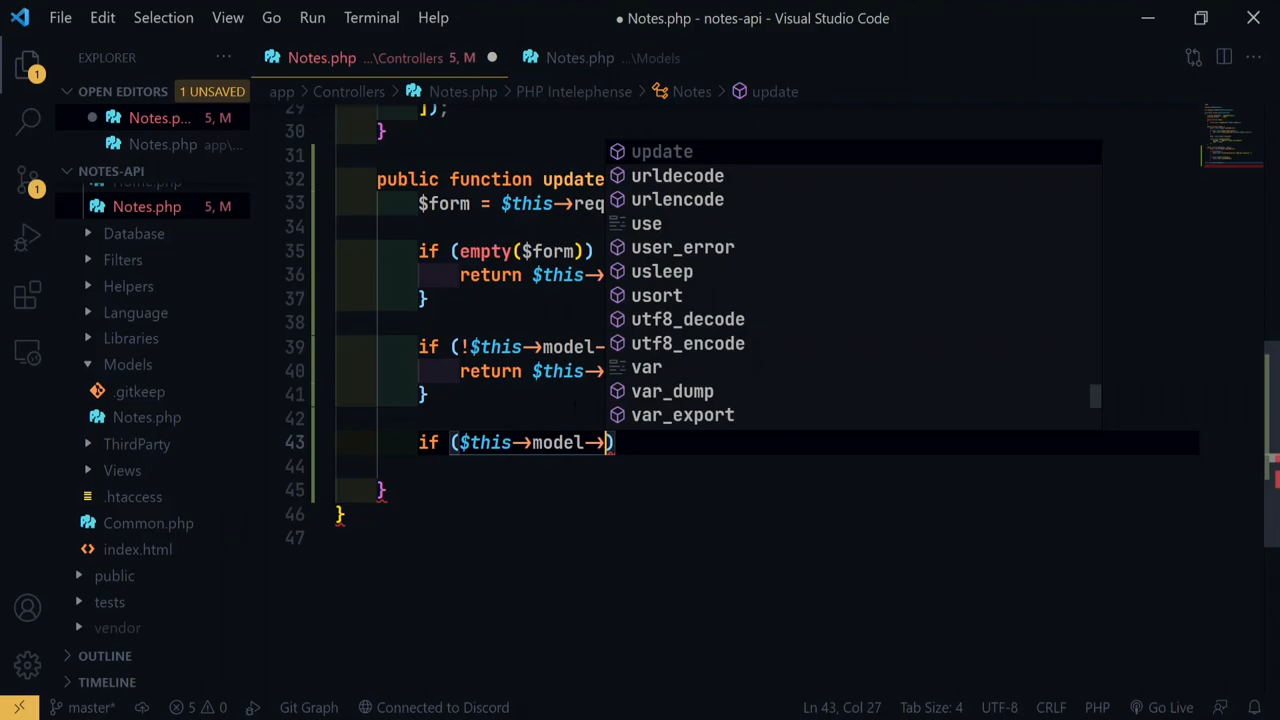 File Edit Selection View Go Run Terminal Help
● Notes.php - notes-api - Visual Studio Code
EXPLORER ...
Notes.php ...\Controllers 5, M ●
Notes.php ...\Models
OPEN EDITORS 1 UNSAVED
app > Controllers > Notes.php > PHP Intelephense > Notes > update
Notes.p... 5, M
Notes.php app\...
NOTES-API
Notes.php 5, M
Database
Filters
Helpers
Language
Libraries
Models
.gitkeep
Notes.php
ThirdParty
Views
.htaccess
Common.php
index.html
public
tests
vendor
OUTLINE
TIMELINE
1
1
29 ]);
30 }
31
32 public function update
33 $form = $this->req
34
35 if (empty($form))
36 return $this->
37 }
38
39 if (!$this->model-
40 return $this->
41 }
42
43 if ($this->model->)
44
45 }
46 }
47
update
urldecode
urlencode
use
user_error
usleep
usort
utf8_decode
utf8_encode
var
var_dump
var_export
master* 5 0 Git Graph Connected to Discord Ln 43, Col 27 Tab Size: 4 UTF-8 CRLF PHP Go Live